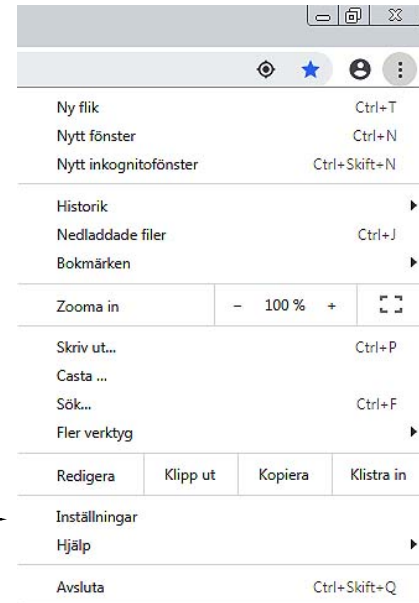 Ny flik Ctrl+T
Nytt fönster Ctrl+N
Nytt inkognitofönster Ctrl+Skift+N
Historik
Nedladdade filer Ctrl+J
Bokmärken
Zooma in - 100 % +
Skriv ut... Ctrl+P
Casta ...
Sök... Ctrl+F
Fler verktyg
Redigera Klipp ut Kopiera Klistra in
Inställningar
Hjälp
Avsluta Ctrl+Skift+Q